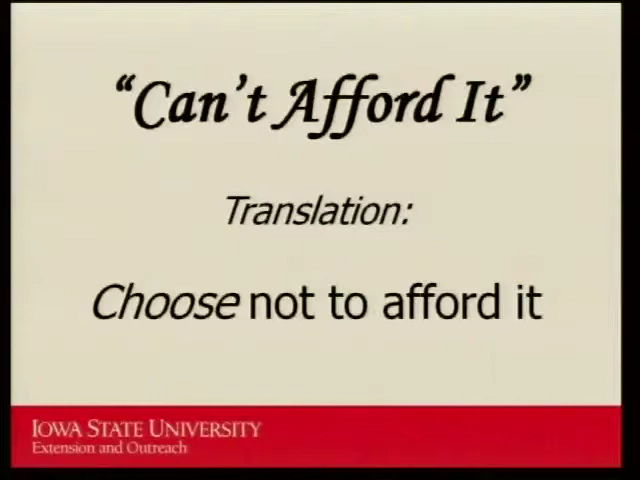 “Can’t Afford It”
Translation:
Choose not to afford it
IOWA STATE UNIVERSITY
Extension and Outreach